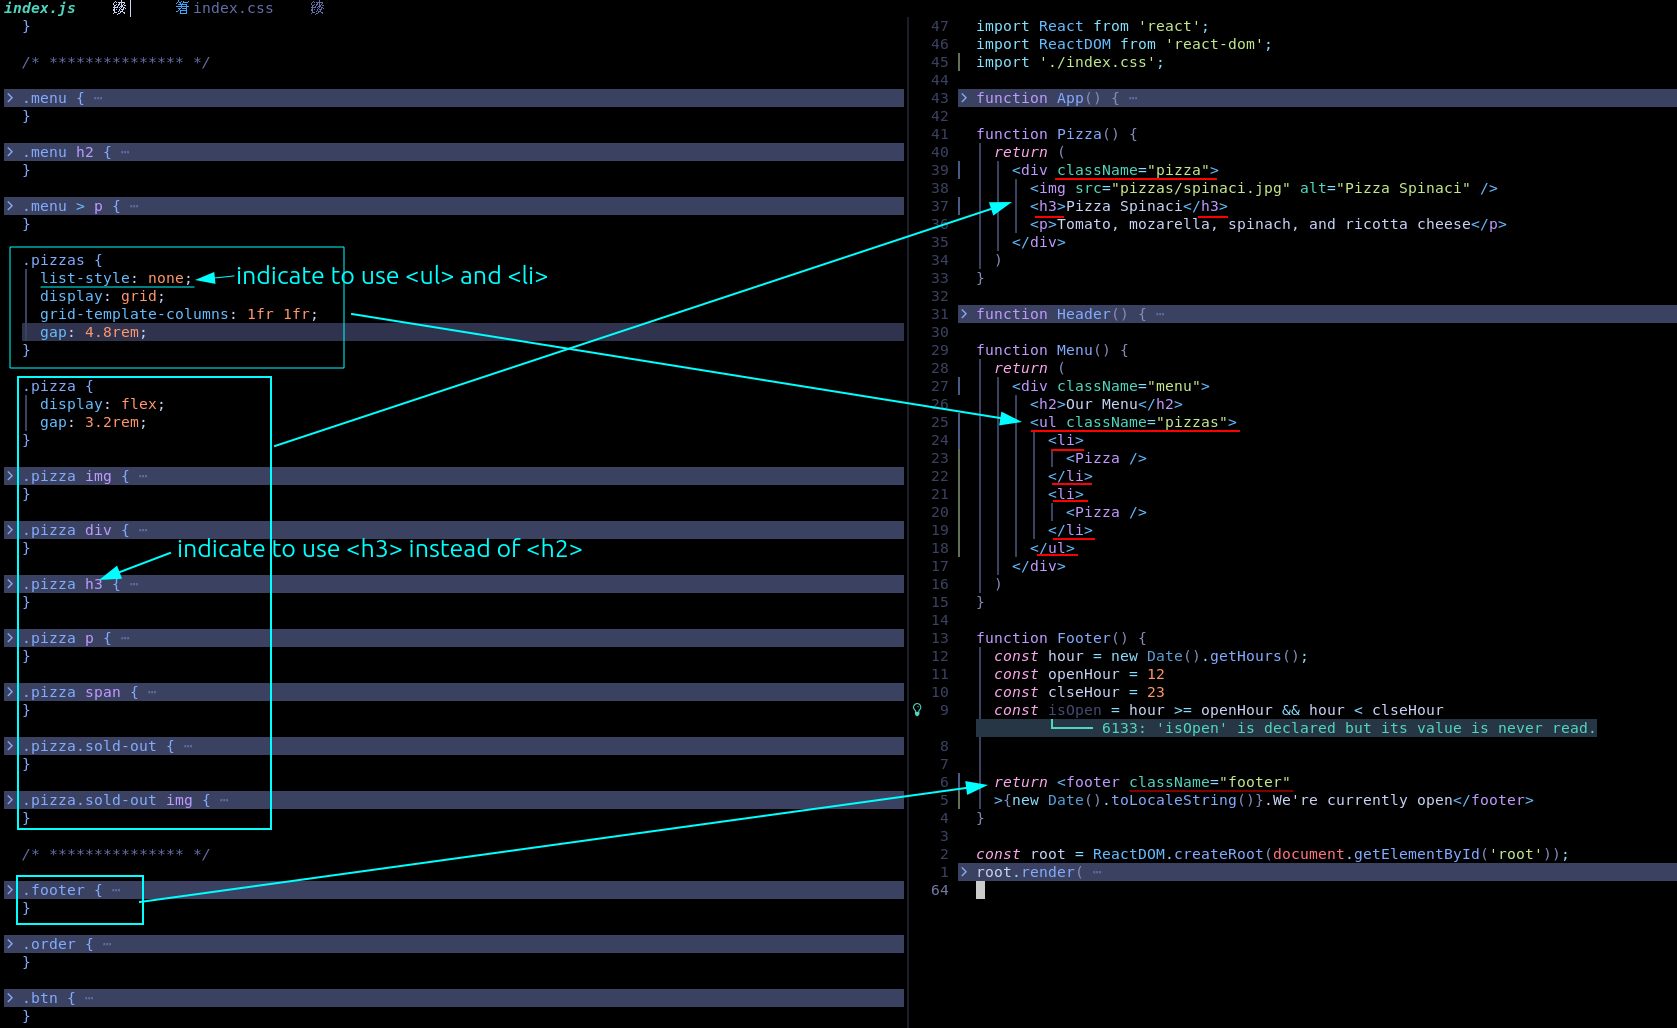 index.js
index.css
}
/* *************** */
.menu { ⋯
}
.menu h2 { ⋯
}
.menu > p { ⋯
}
.pizzas {
list-style: none;
indicate to use <ul> and <li>
display: grid;
grid-template-columns: 1fr 1fr;
gap: 4.8rem;
}
.pizza {
display: flex;
gap: 3.2rem;
}
.pizza img { ⋯
}
.pizza div { ⋯
}
indicate to use <h3> instead of <h2>
.pizza h3 { ⋯
}
.pizza p { ⋯
}
.pizza span { ⋯
}
.pizza.sold-out { ⋯
}
.pizza.sold-out img { ⋯
}
/* *************** */
.footer { ⋯
}
.order { ⋯
}
.btn { ⋯
}
47 import React from 'react';
46 import ReactDOM from 'react-dom';
45 import './index.css';
44
43 function App() { ⋯
42
41 function Pizza() {
40 return (
39 <div className="pizza">
38 <img src="pizzas/spinaci.jpg" alt="Pizza Spinaci" />
37 <h3>Pizza Spinaci</h3>
36 <p>Tomato, mozarella, spinach, and ricotta cheese</p>
35 </div>
34 )
33 }
32
31 function Header() { ⋯
30
29 function Menu() {
28 return (
27 <div className="menu">
26 <h2>Our Menu</h2>
25 <ul className="pizzas">
24 <li>
23 <Pizza />
22 </li>
21 <li>
20 <Pizza />
19 </li>
18 </ul>
17 </div>
16 )
15 }
14
13 function Footer() {
12 const hour = new Date().getHours();
11 const openHour = 12
10 const clseHour = 23
9 const isOpen = hour >= openHour && hour < clseHour
6133: 'isOpen' is declared but its value is never read.
8
7
6 return <footer className="footer"
5 >{new Date().toLocaleString()}.We're currently open</footer>
4 }
3
2 const root = ReactDOM.createRoot(document.getElementById('root'));
1 root.render( ⋯
64